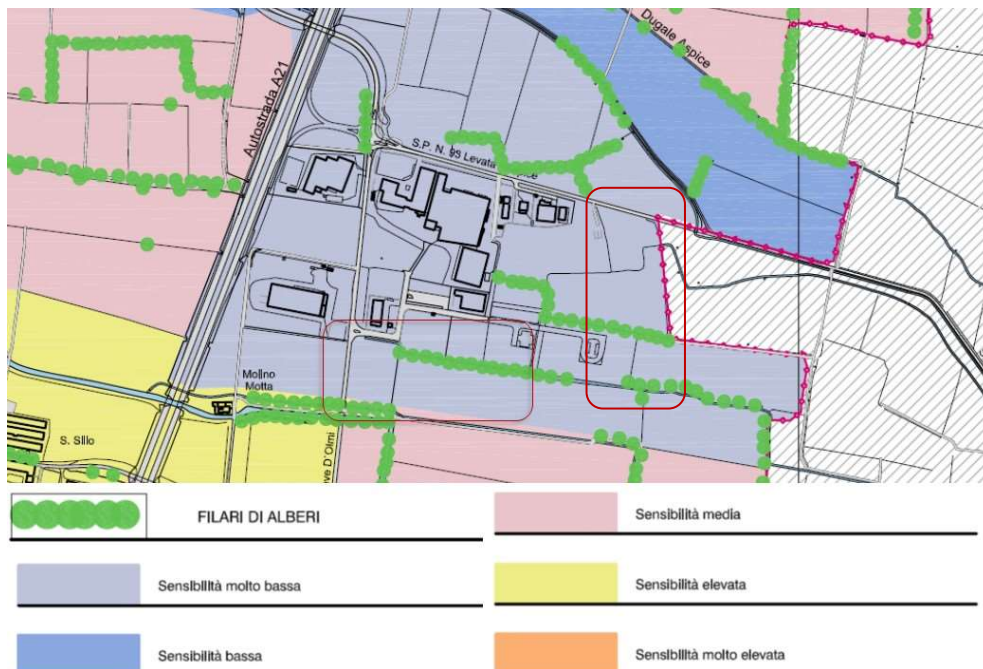 Dugale Aspice
Autostrada A21
S.P. N. 93 Levata
Molino
Motta
S. Sillo
FILARI DI ALBERI
Sensibilità media
Sensibilità molto bassa
Sensibilità elevata
Sensibilità bassa
Sensibilità molto elevata